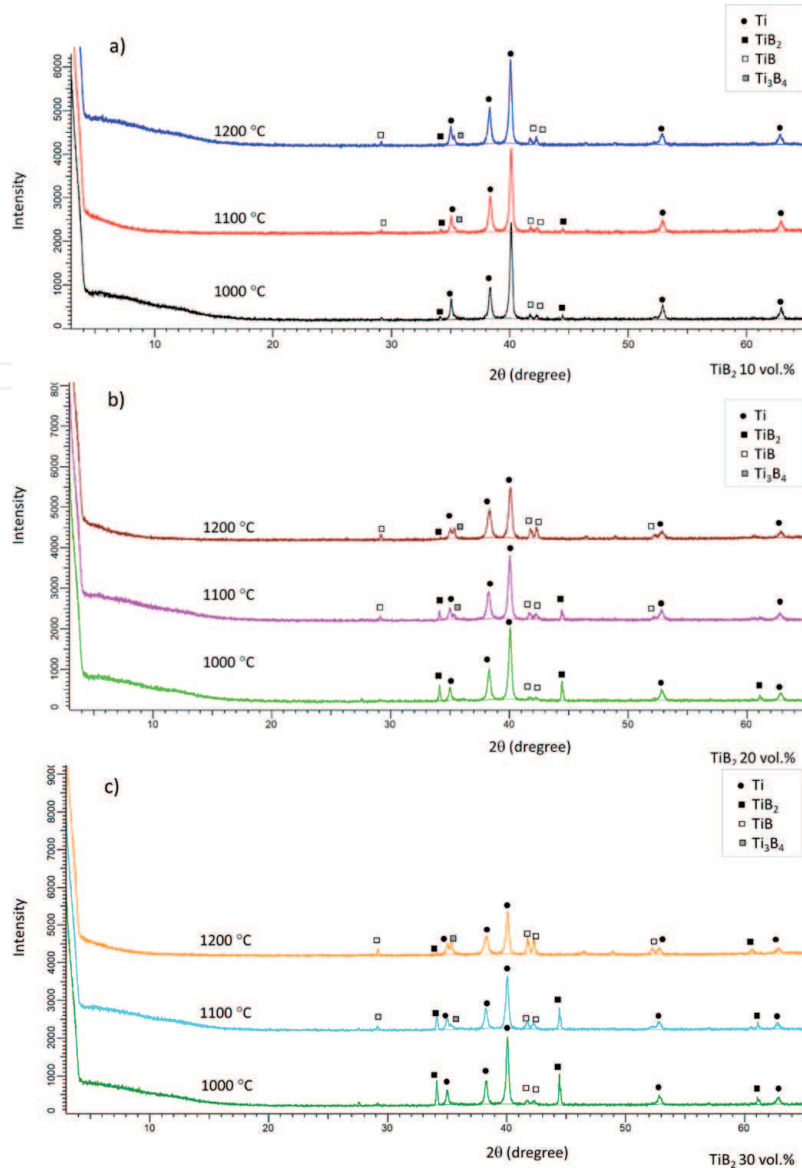 a)
Ti
TiB2
TiB
Ti3B4
Intensity
6000
5000
4000
3000
2000
1000
0
1200 °C
1100 °C
1000 °C
10 20 30 40 50 60
2θ (dregree)
TiB2 10 vol.%
b)
Ti
TiB2
TiB
Ti3B4
Intensity
8000
7000
6000
5000
4000
3000
2000
1000
0
1200 °C
1100 °C
1000 °C
10 20 30 40 50 60
2θ (dregree)
TiB2 20 vol.%
c)
Ti
TiB2
TiB
Ti3B4
Intensity
9000
8000
7000
6000
5000
4000
3000
2000
1000
0
1200 °C
1100 °C
1000 °C
10 20 30 40 50 60
2θ (dregree)
TiB2 30 vol.%